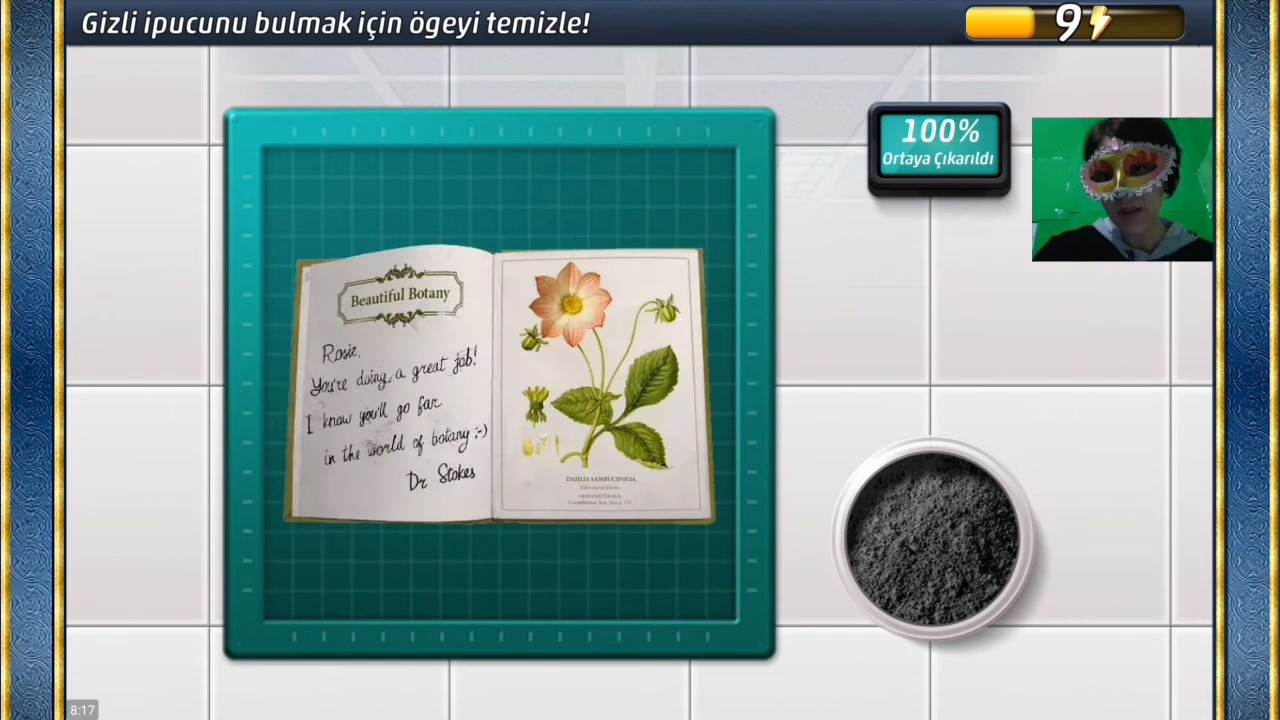 Gizli ipucunu bulmak için ögeyi temizle!
9
100%
Ortaya Çıkarıldı
Beautiful Botany
Rosie,
You're doing a great job!
I know you'll go far
in the world of botany :-)
Dr Stokes
DAHLIA SAMBUCIFOLIA.
8:17